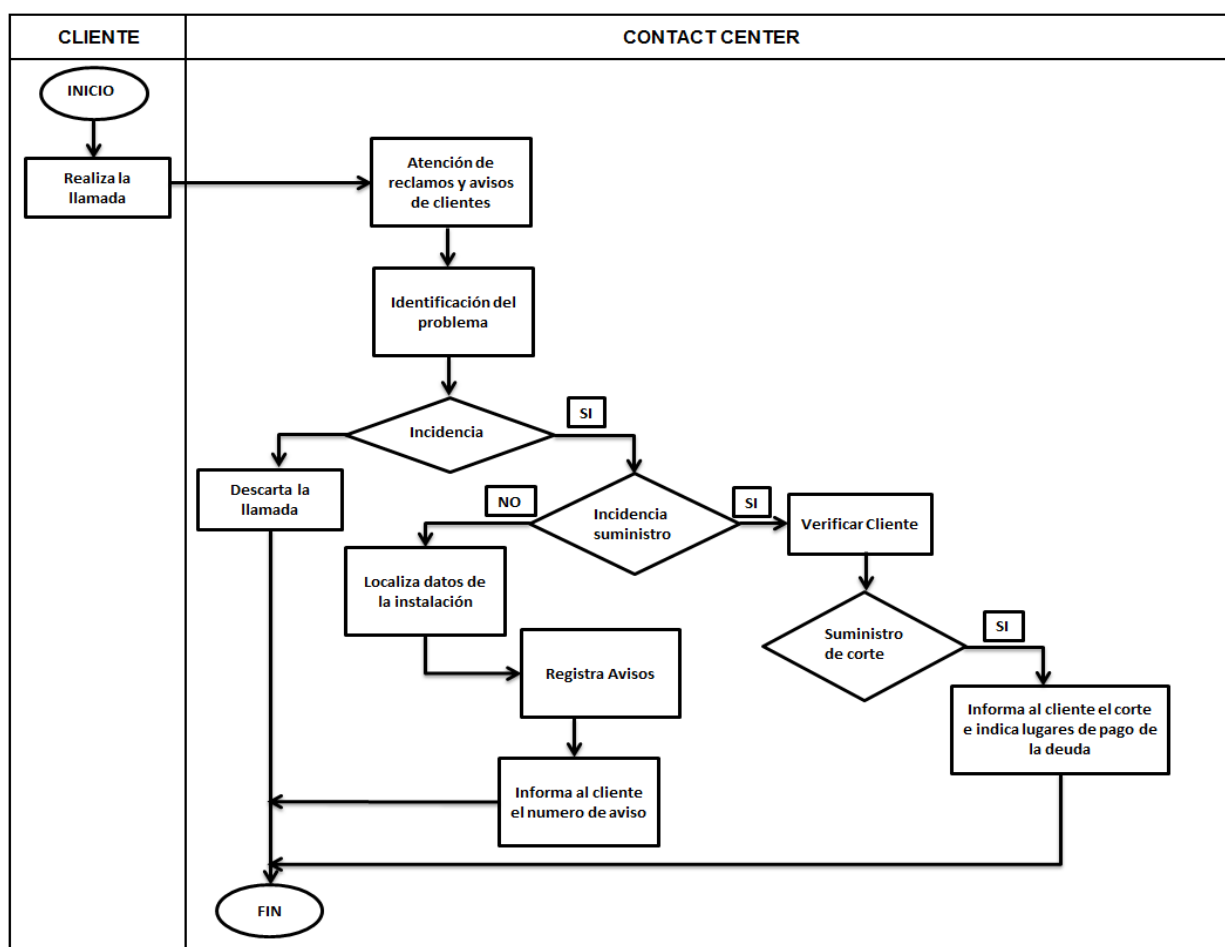 CLIENTE
CONTACT CENTER
INICIO
Realiza la
llamada
Atención de
reclamos y avisos
de clientes
Identificación del
problema
Incidencia
SI
Descarta la
llamada
NO
Incidencia
suministro
SI
Verificar Cliente
Localiza datos de
la instalación
Suministro
de corte
SI
Registra Avisos
Informa al cliente el corte
e indica lugares de pago de
la deuda
Informa al cliente
el numero de aviso
FIN